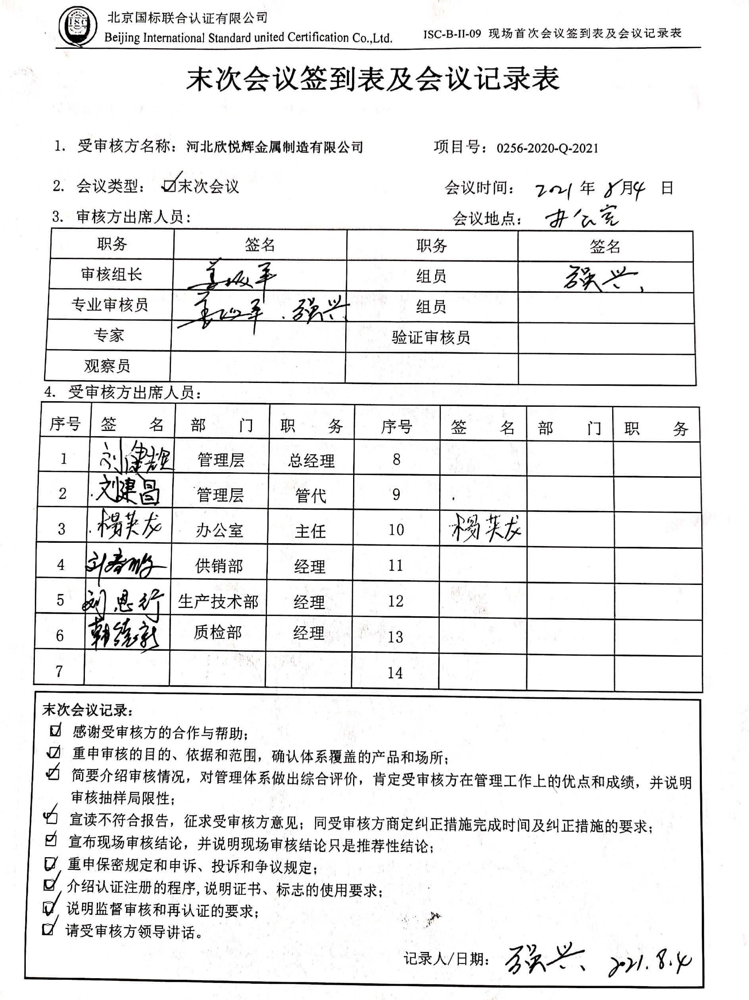 北京国标联合认证有限公司
Beijing International Standard united Certification Co.,Ltd.
ISC-B-II-09 现场首次会议签到表及会议记录表
末次会议签到表及会议记录表
1. 受审核方名称：河北欣悦辉金属制造有限公司 项目号：0256-2020-Q-2021
2. 会议类型：☑末次会议 会议时间：2021年8月4日
3. 审核方出席人员： 会议地点：办公室
职务 签名 职务 签名
审核组长 组员 强兴
专业审核员 强兴 组员
专家 验证审核员
观察员
4. 受审核方出席人员：
序号 签名 部门 职务 序号 签名 部门 职务
1 管理层 总经理 8
2 刘建昌 管理层 管代 9
3 杨英龙 办公室 主任 10 杨英龙
4 供销部 经理 11
5 刘恩行 生产技术部 经理 12
6 质检部 经理 13
7 14
末次会议记录：
☑ 感谢受审核方的合作与帮助；
☑ 重申审核的目的、依据和范围，确认体系覆盖的产品和场所；
☑ 简要介绍审核情况，对管理体系做出综合评价，肯定受审核方在管理工作上的优点和成绩，并说明
审核抽样局限性；
☑ 宣读不符合报告，征求受审核方意见；同受审核方商定纠正措施完成时间及纠正措施的要求；
☑ 宣布现场审核结论，并说明现场审核结论只是推荐性结论；
☑ 重申保密规定和申诉、投诉和争议规定；
☑ 介绍认证注册的程序,说明证书、标志的使用要求；
☑ 说明监督审核和再认证的要求；
☑ 请受审核方领导讲话。
记录人/日期： 强兴 2021.8.4